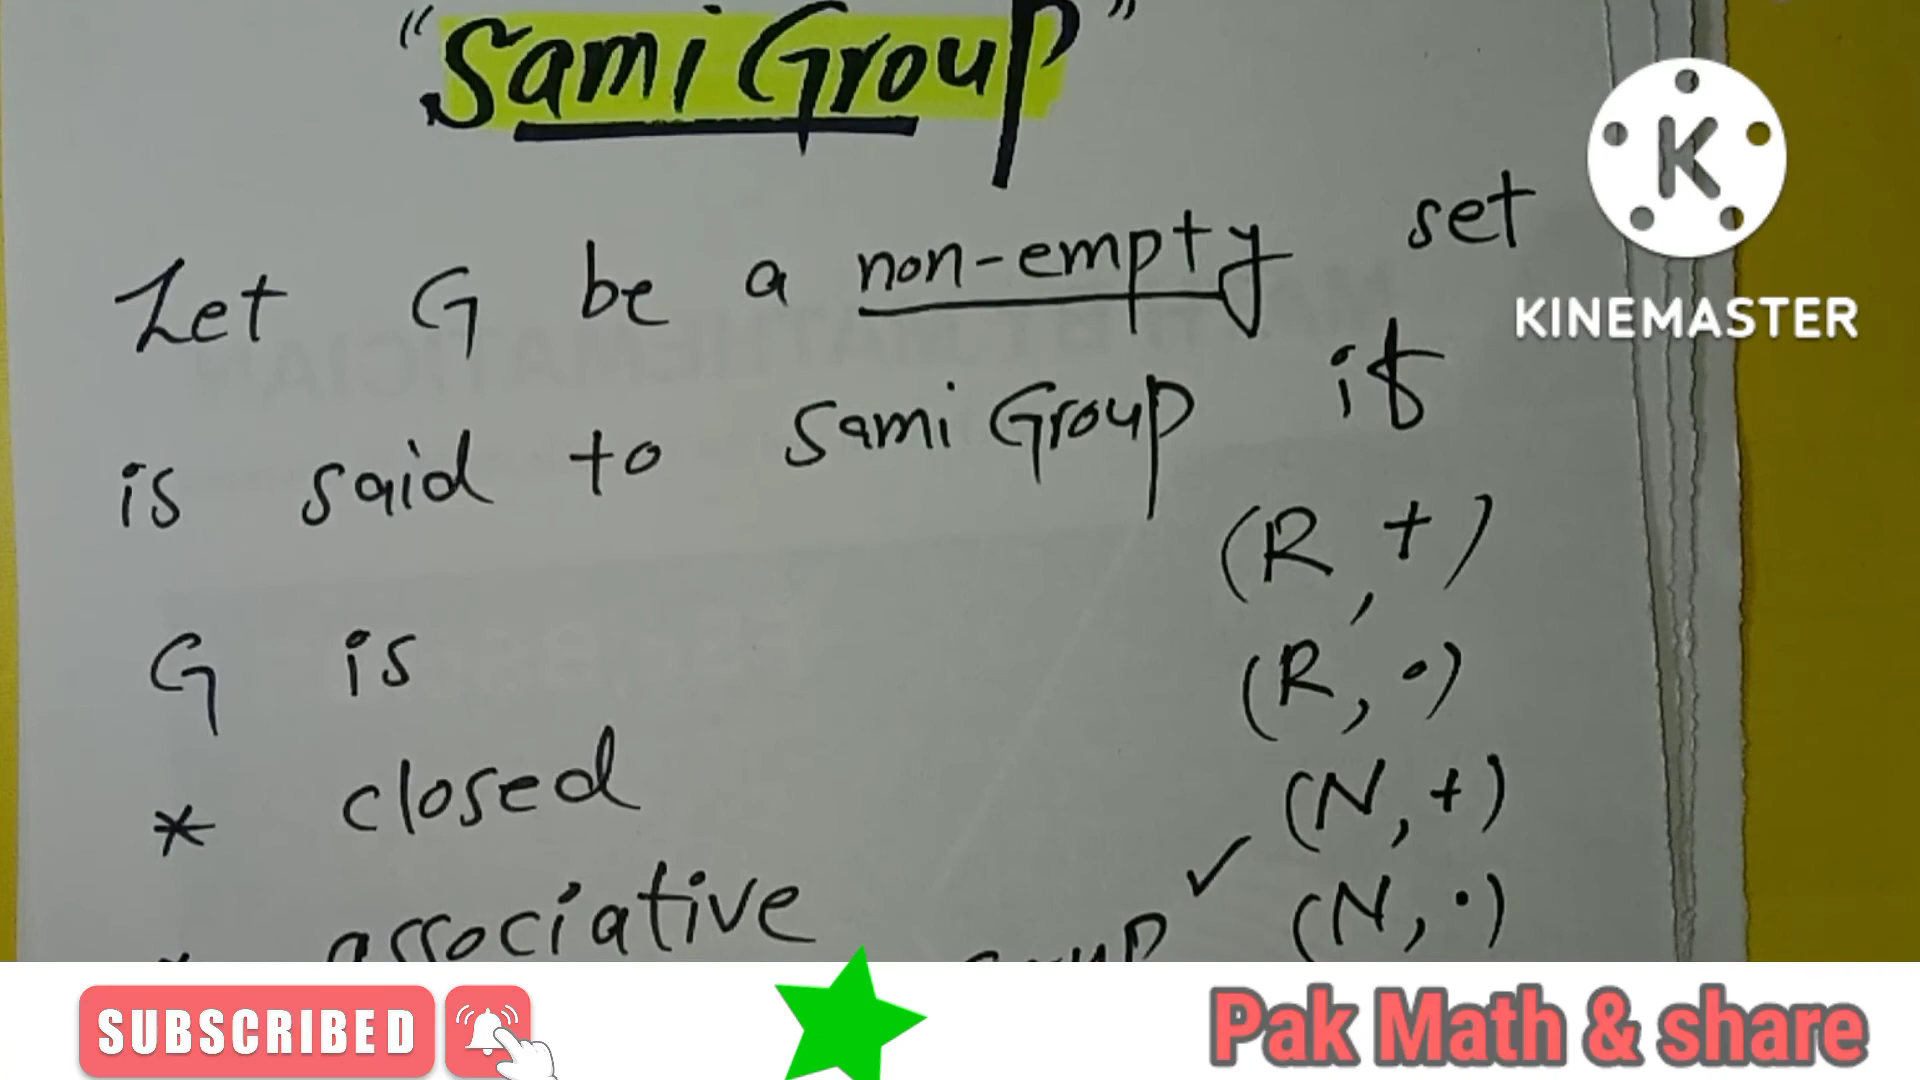 "Sami Group"
Let G be a non-empty set
is said to Sami Group if
(R, +)
G is
(R, ·)
* closed
(N, +)
* associative
✓ (N, ·)
K
KINEMASTER
SUBSCRIBED
Pak Math & share